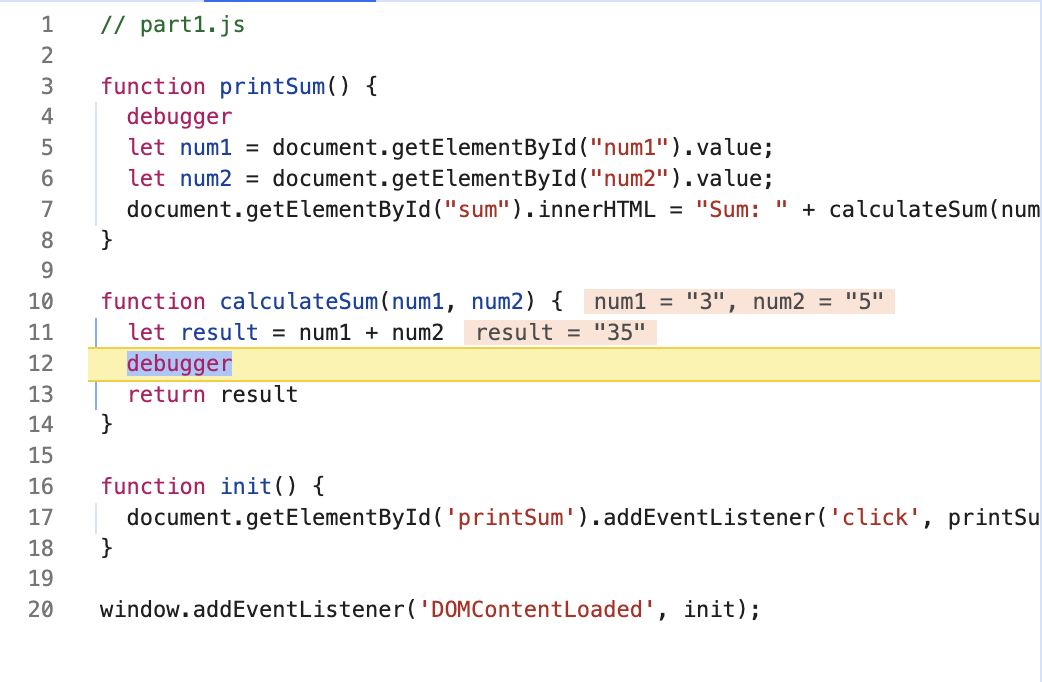 1 // part1.js
2
3 function printSum() {
4 debugger
5 let num1 = document.getElementById("num1").value;
6 let num2 = document.getElementById("num2").value;
7 document.getElementById("sum").innerHTML = "Sum: " + calculateSum(num
8 }
9
10 function calculateSum(num1, num2) { num1 = "3", num2 = "5"
11 let result = num1 + num2 result = "35"
12 debugger
13 return result
14 }
15
16 function init() {
17 document.getElementById('printSum').addEventListener('click', printSu
18 }
19
20 window.addEventListener('DOMContentLoaded', init);